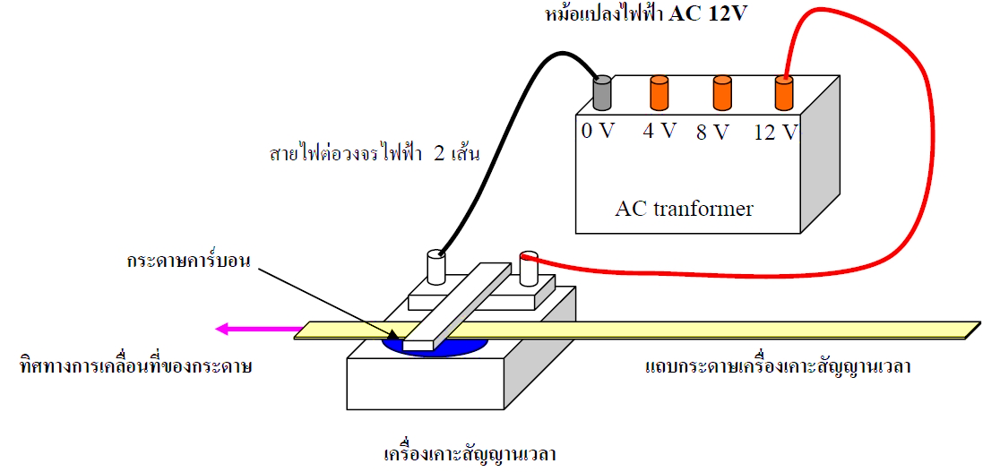 หม้อแปลงไฟฟ้า AC 12V
0 V 4 V 8 V 12 V
สายไฟต่อวงจรไฟฟ้า 2 เส้น
AC tranformer
กระดาษคาร์บอน
ทิศทางการเคลื่อนที่ของกระดาษ
แถบกระดาษเครื่องเคาะสัญญานเวลา
เครื่องเคาะสัญญานเวลา